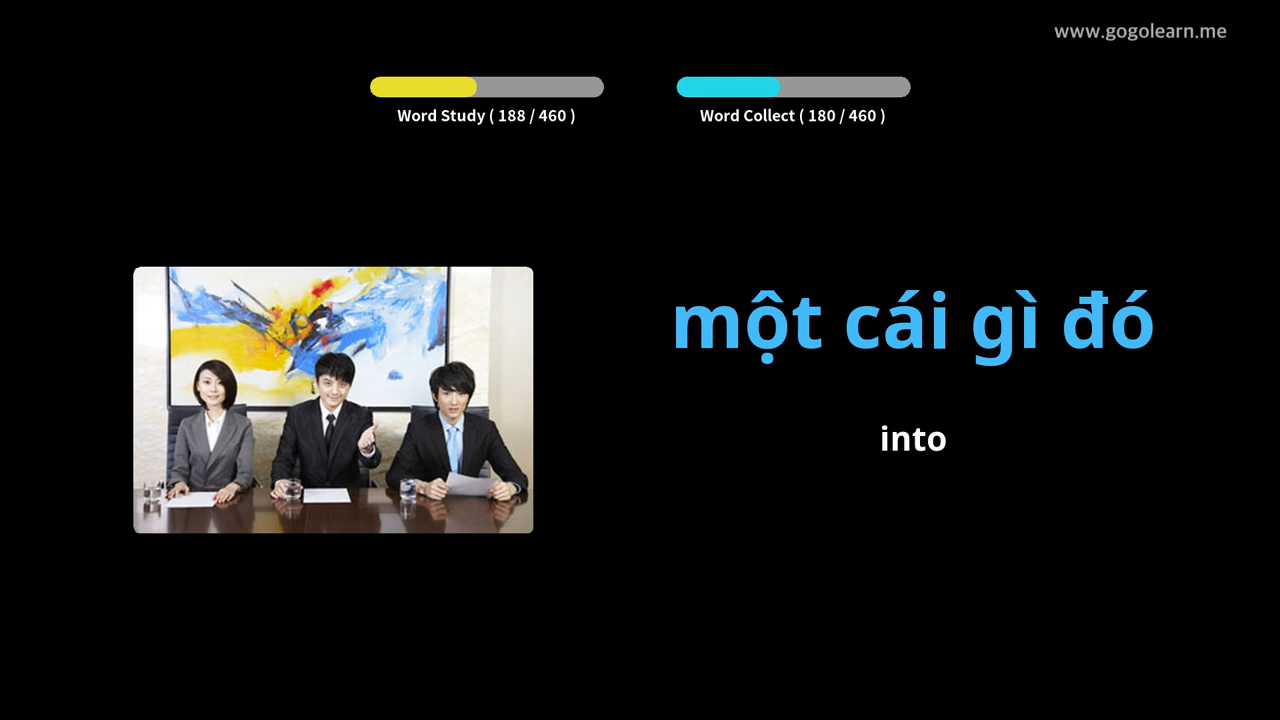 www.gogolearn.me
Word Study ( 188 / 460 )
Word Collect ( 180 / 460 )
một cái gì đó
into